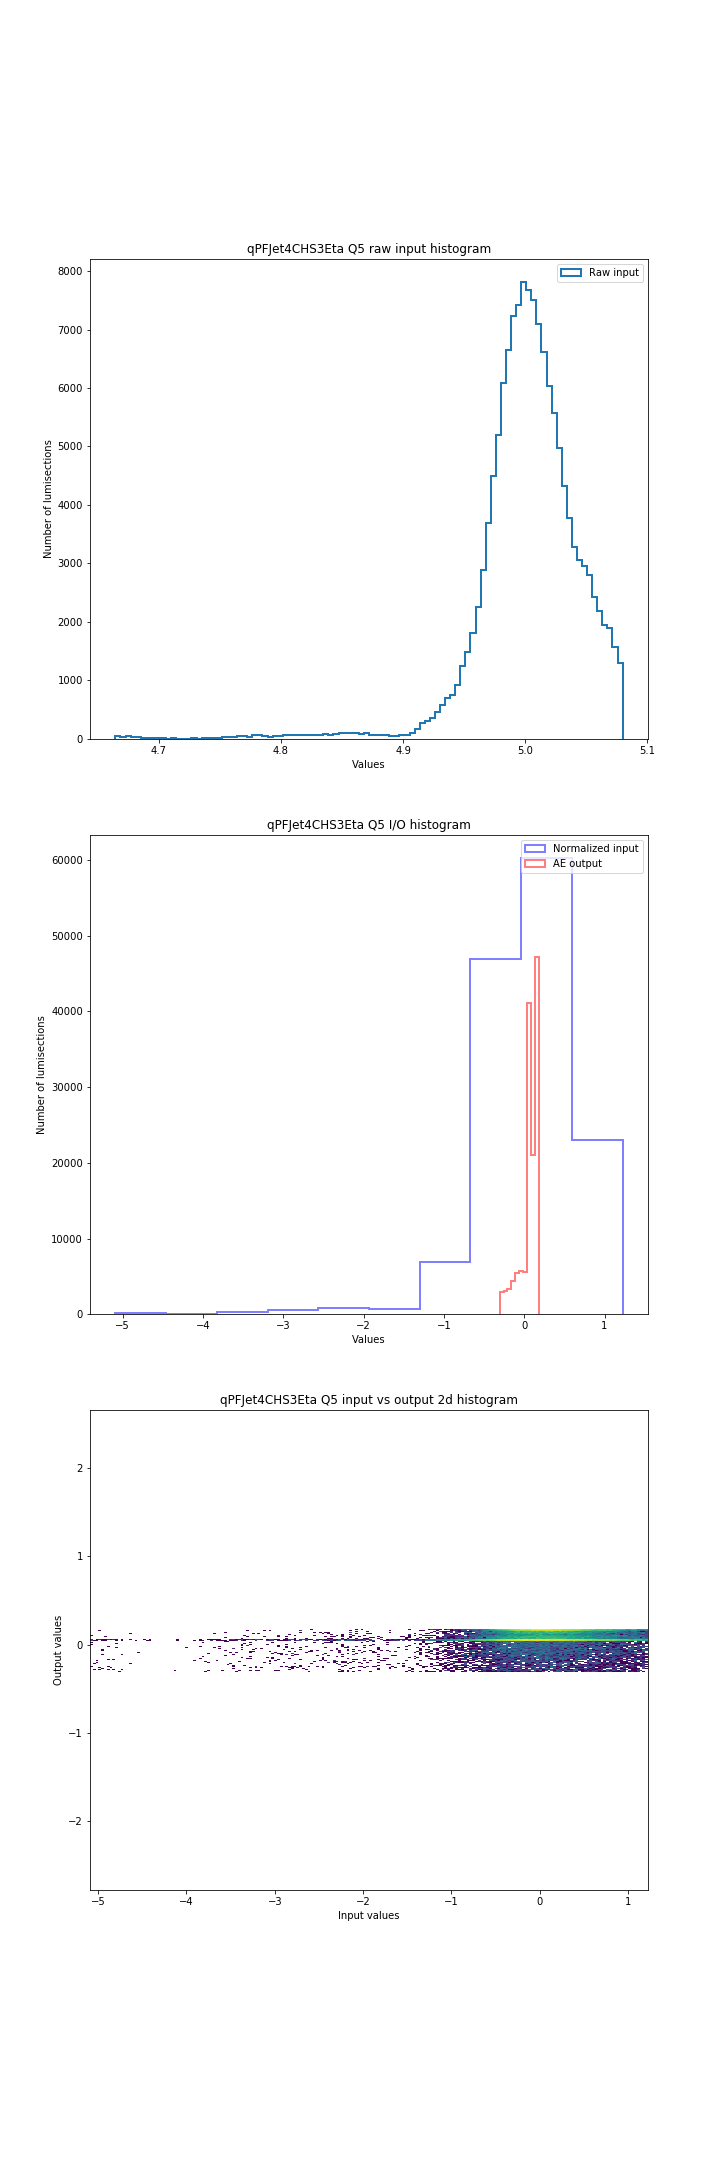 qPFJet4CHS3Eta Q5 raw input histogram
8000
7000
6000
5000
4000
3000
2000
1000
0
Number of lumisections
Raw input
4.7 4.8 4.9 5.0 5.1
Values
qPFJet4CHS3Eta Q5 I/O histogram
60000
50000
40000
30000
20000
10000
0
Number of lumisections
Normalized input
AE output
−5 −4 −3 −2 −1 0 1
Values
qPFJet4CHS3Eta Q5 input vs output 2d histogram
2
1
0
−1
−2
Output values
−5 −4 −3 −2 −1 0 1
Input values